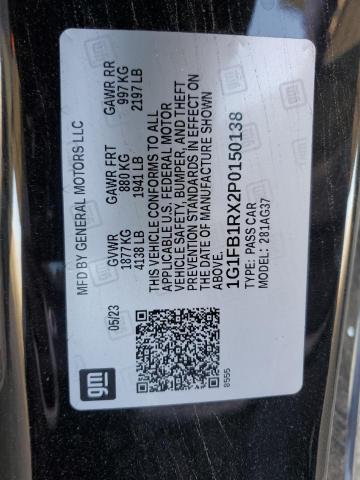 MFD BY GENERAL MOTORS LLC
05/23
GVWR
1877 KG
4138 LB
GAWR FRT
880 KG
1941 LB
GAWR RR
997 KG
2197 LB
THIS VEHICLE CONFORMS TO ALL
APPLICABLE U.S. FEDERAL MOTOR
VEHICLE SAFETY, BUMPER, AND THEFT
PREVENTION STANDARDS IN EFFECT ON
THE DATE OF MANUFACTURE SHOWN
ABOVE.
1G1FB1RX2P0150138
TYPE: PASS CAR
MODEL: 281AG37
gm
8555